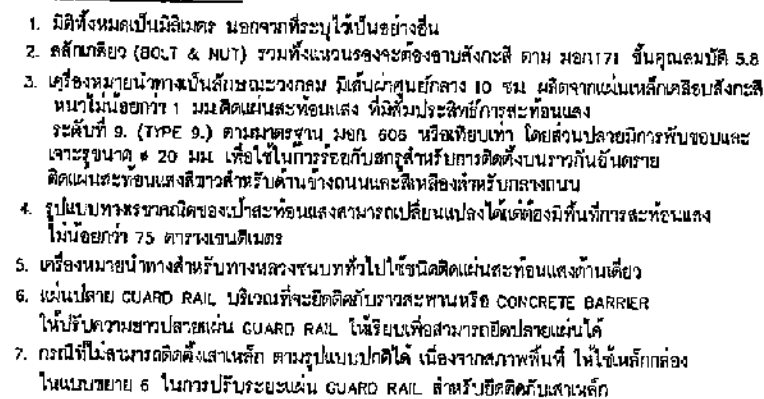 1. มิติทั้งหมดเป็นมิลิเมตร นอกจากที่ระบุไว้เป็นอย่างอื่น
2. สลักเกลียว (BOLT & NUT) รวมทั้งแหวนรองจะต้องอาบสังกะสี ตาม มอก171 ชั้นคุณสมบัติ 5.8
3. เครื่องหมายนำทางเป็นลักษณะวงกลม มีเส้นผ่าศูนย์กลาง 10 ซม ผลิตจากแผ่นเหล็กเคลือบสังกะสี
หนาไม่น้อยกว่า 1 มม.ติดแผ่นสะท้อนแสง ที่มีสัมประสิทธิ์การสะท้อนแสง
ระดับที่ 9. (TYPE 9.) ตามมาตรฐาน มอก 606 หรือเทียบเท่า โดยส่วนปลายมีการพับขอบและ
เจาะรูขนาด ø 20 มม. เพื่อใช้ในการร้อยกับสกรูสำหรับการติดตั้งบนราวกันอันตราย
ติดแผ่นสะท้อนแสงสีขาวสำหรับด้านข้างถนนและสีเหลืองสำหรับกลางถนน
4. รูปแบบทางเรขาคณิตของเป้าสะท้อนแสงสามารถเปลี่ยนแปลงได้แต่ต้องมีพื้นที่การสะท้อนแสง
ไม่น้อยกว่า 75 ตารางเซนติเมตร
5. เครื่องหมายนำทางสำหรับทางหลวงชนบททั่วไปใช้ชนิดติดแผ่นสะท้อนแสงด้านเดียว
6. แผ่นปลาย GUARD RAIL บริเวณที่จะยึดติดกับราวสะพานหรือ CONCRETE BARRIER
ให้ปรับความยาวปลายแผ่น GUARD RAIL ให้เรียบเพื่อสามารถยึดปลายแผ่นได้
7. กรณีที่ไม่สามารถติดตั้งเสาเหล็ก ตามรูปแบบปกติได้ เนื่องจากสภาพพื้นที่ ให้ใช้เหล็กกล่อง
ในแบบขยาย 6 ในการปรับระยะแผ่น GUARD RAIL สำหรับยึดติดกับเสาเหล็ก